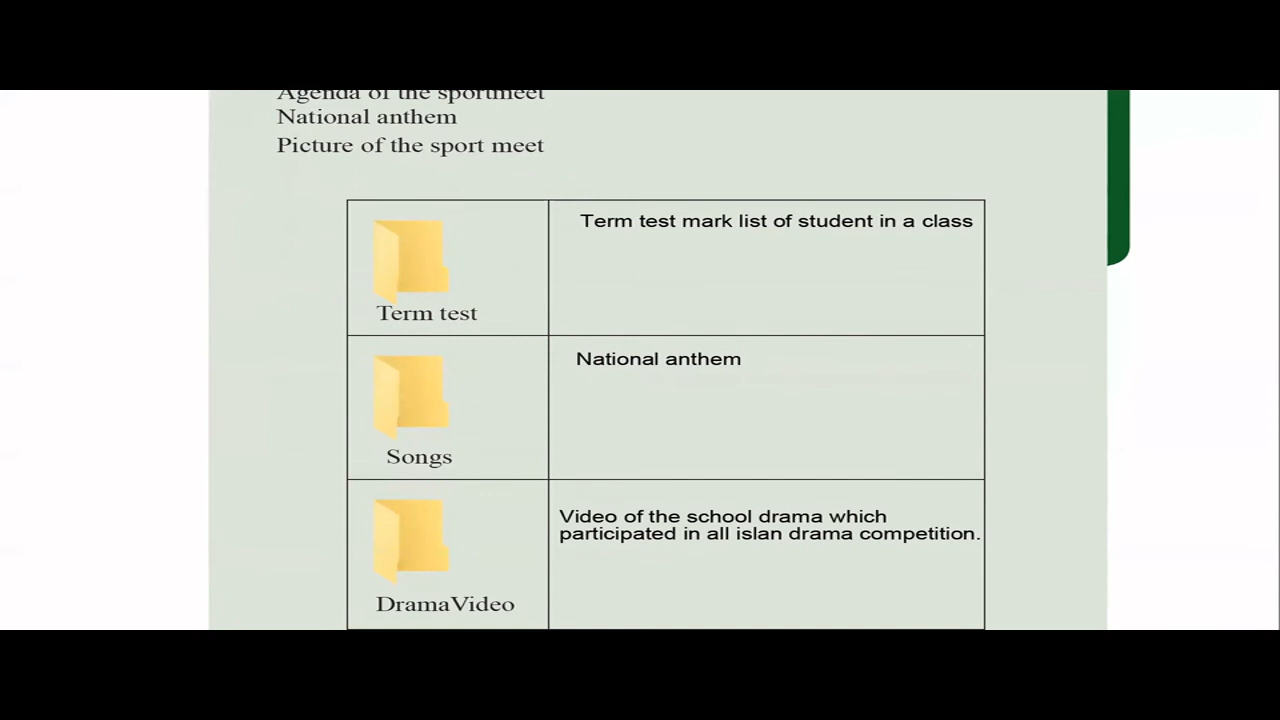 Agenda of the sportmeet
National anthem
Picture of the sport meet
Term test mark list of student in a class
Term test
National anthem
Songs
Video of the school drama which
participated in all islan drama competition.
DramaVideo